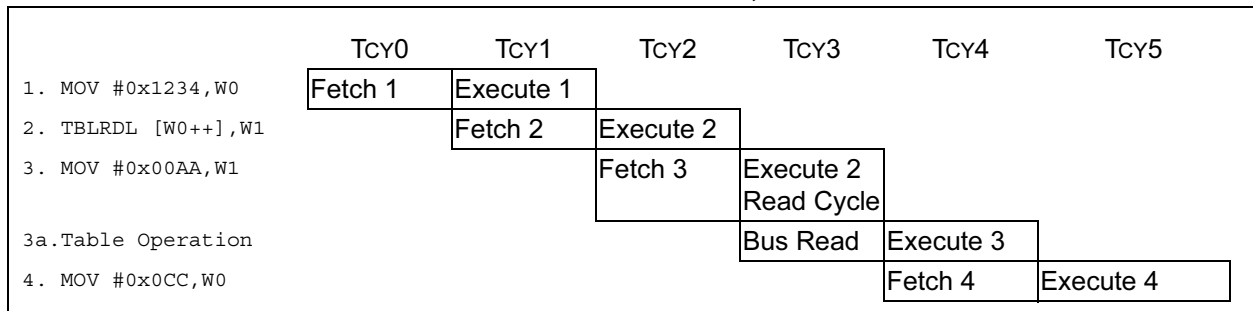 TCY0 TCY1 TCY2 TCY3 TCY4 TCY5
1. MOV #0x1234,W0 Fetch 1 Execute 1
2. TBLRDL [W0++],W1 Fetch 2 Execute 2
3. MOV #0x00AA,W1 Fetch 3 Execute 2
Read Cycle
3a.Table Operation Bus Read Execute 3
4. MOV #0x0CC,W0 Fetch 4 Execute 4